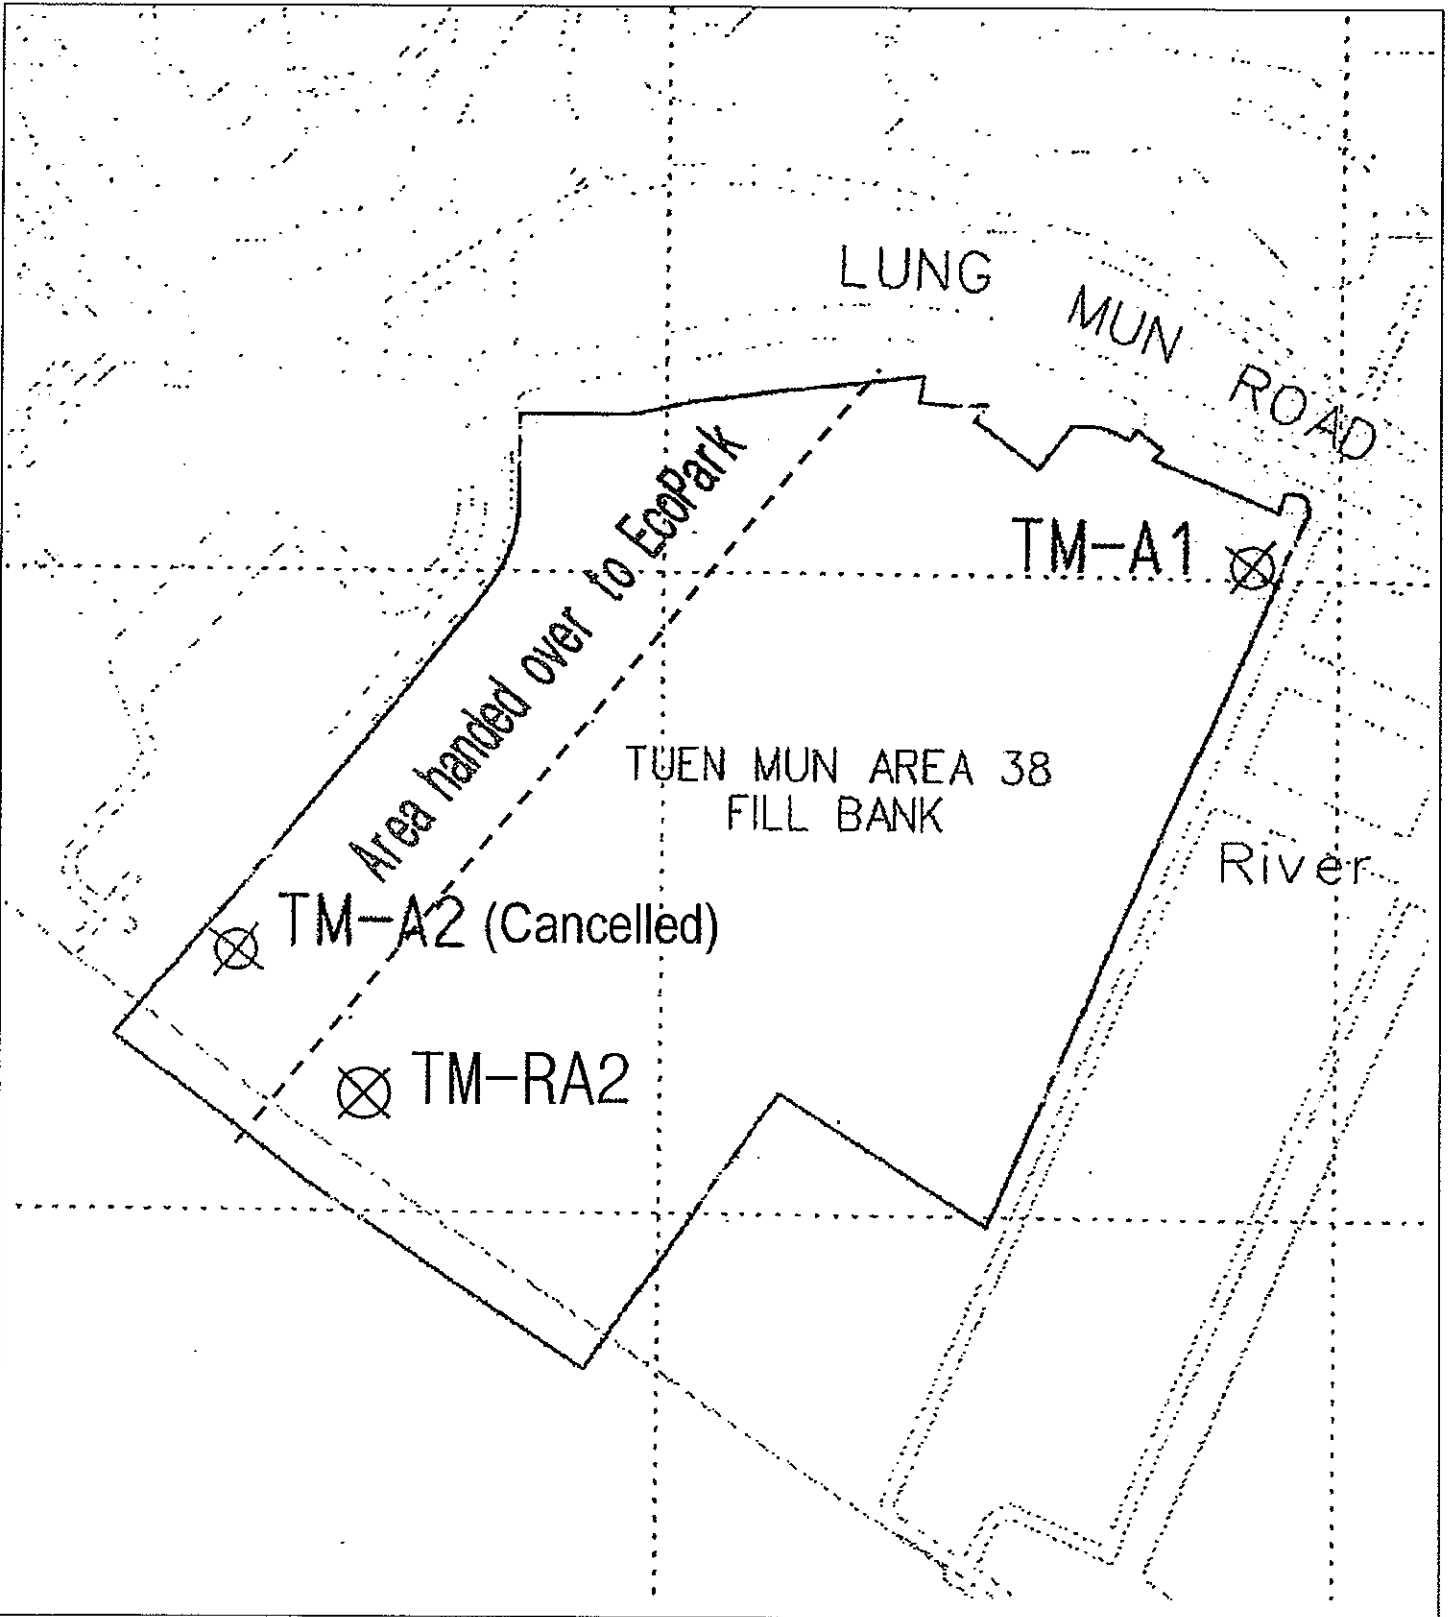 LUNG MUN ROAD
Area handed over to EcoPark
TM-A1
TUEN MUN AREA 38
FILL BANK
River
TM-A2 (Cancelled)
TM-RA2